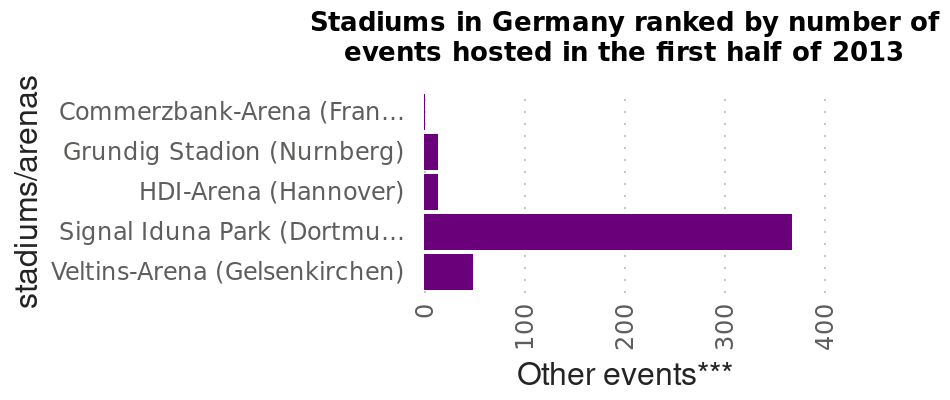 Stadiums in Germany ranked by number of
events hosted in the first half of 2013
stadiums/arenas
Commerzbank-Arena (Fran…
Grundig Stadion (Nurnberg)
HDI-Arena (Hannover)
Signal Iduna Park (Dortmu…
Veltins-Arena (Gelsenkirchen)
0
100
200
300
400
Other events***